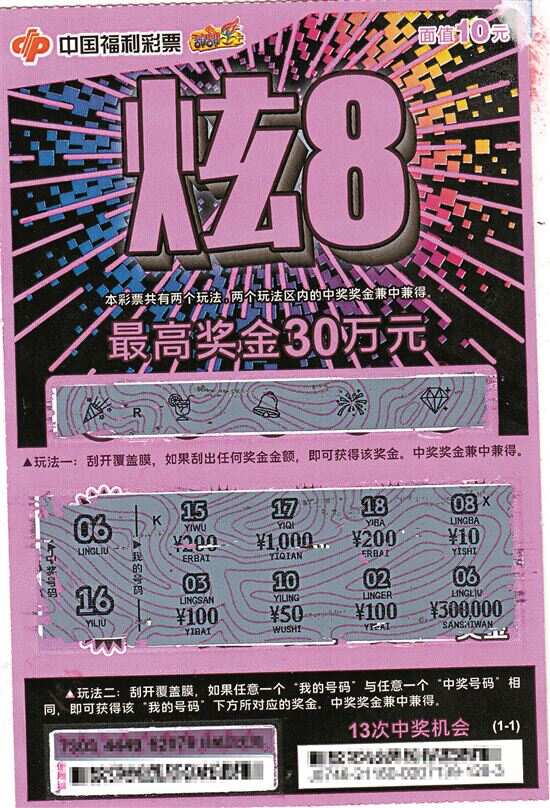 中国福利彩票
面值10元
炫8
本彩票共有两个玩法，两个玩法区内的中奖奖金兼中兼得。
最高奖金30万元
R
▲玩法一：刮开覆盖膜，如果刮出任何奖金金额，即可获得该奖金。中奖奖金兼中兼得。
06
LINGLIU
16
YILIU
K
▲我的号码
15 17 18 08 X
YIWU YIQI YIBA LINGBA
¥200 ¥1,000 ¥200 ¥10
ERBAI YIQIAN ERBAI YISHI
03 10 02 06
LINGSAN YILING LINGER LINGLIU
¥100 ¥50 ¥100 ¥300,000
YIBAI WUSHI YIBAI SANSHIWAN
▲玩法二：刮开覆盖膜，如果任意一个“我的号码”与任意一个“中奖号码”相
同，即可获得该“我的号码”下方所对应的奖金。中奖奖金兼中兼得。
13次中奖机会 (1-1)